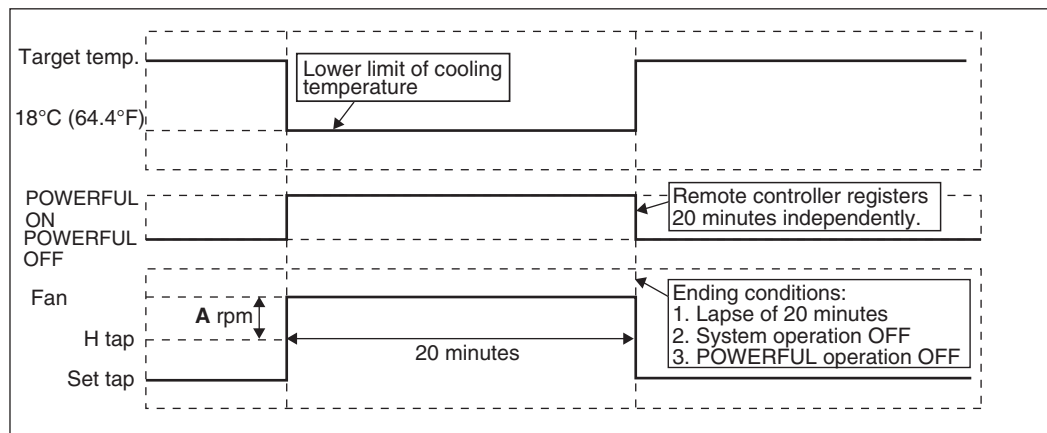 Target temp.
Lower limit of cooling
temperature
18°C (64.4°F)
POWERFUL
ON
POWERFUL
OFF
Remote controller registers
20 minutes independently.
Fan
A rpm
H tap
20 minutes
Set tap
Ending conditions:
1. Lapse of 20 minutes
2. System operation OFF
3. POWERFUL operation OFF